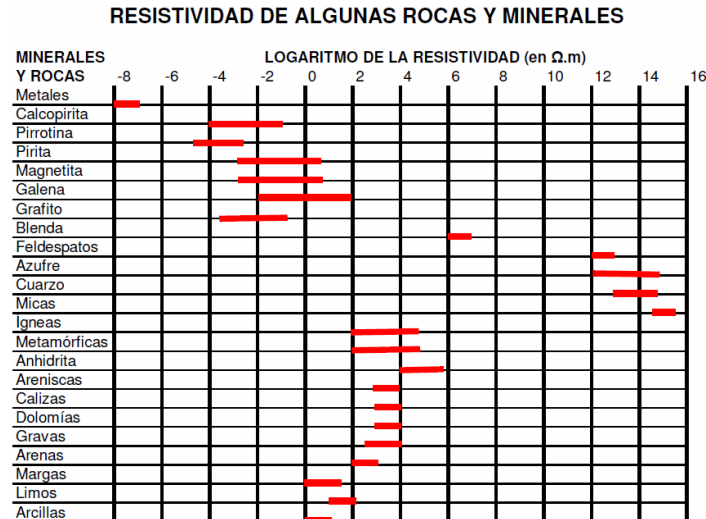 RESISTIVIDAD DE ALGUNAS ROCAS Y MINERALES
MINERALES LOGARITMO DE LA RESISTIVIDAD (en Ω.m)
Y ROCAS -8 -6 -4 -2 0 2 4 6 8 10 12 14 16
Metales
Calcopirita
Pirrotina
Pirita
Magnetita
Galena
Grafito
Blenda
Feldespatos
Azufre
Cuarzo
Micas
Igneas
Metamórficas
Anhidrita
Areniscas
Calizas
Dolomías
Gravas
Arenas
Margas
Limos
Arcillas